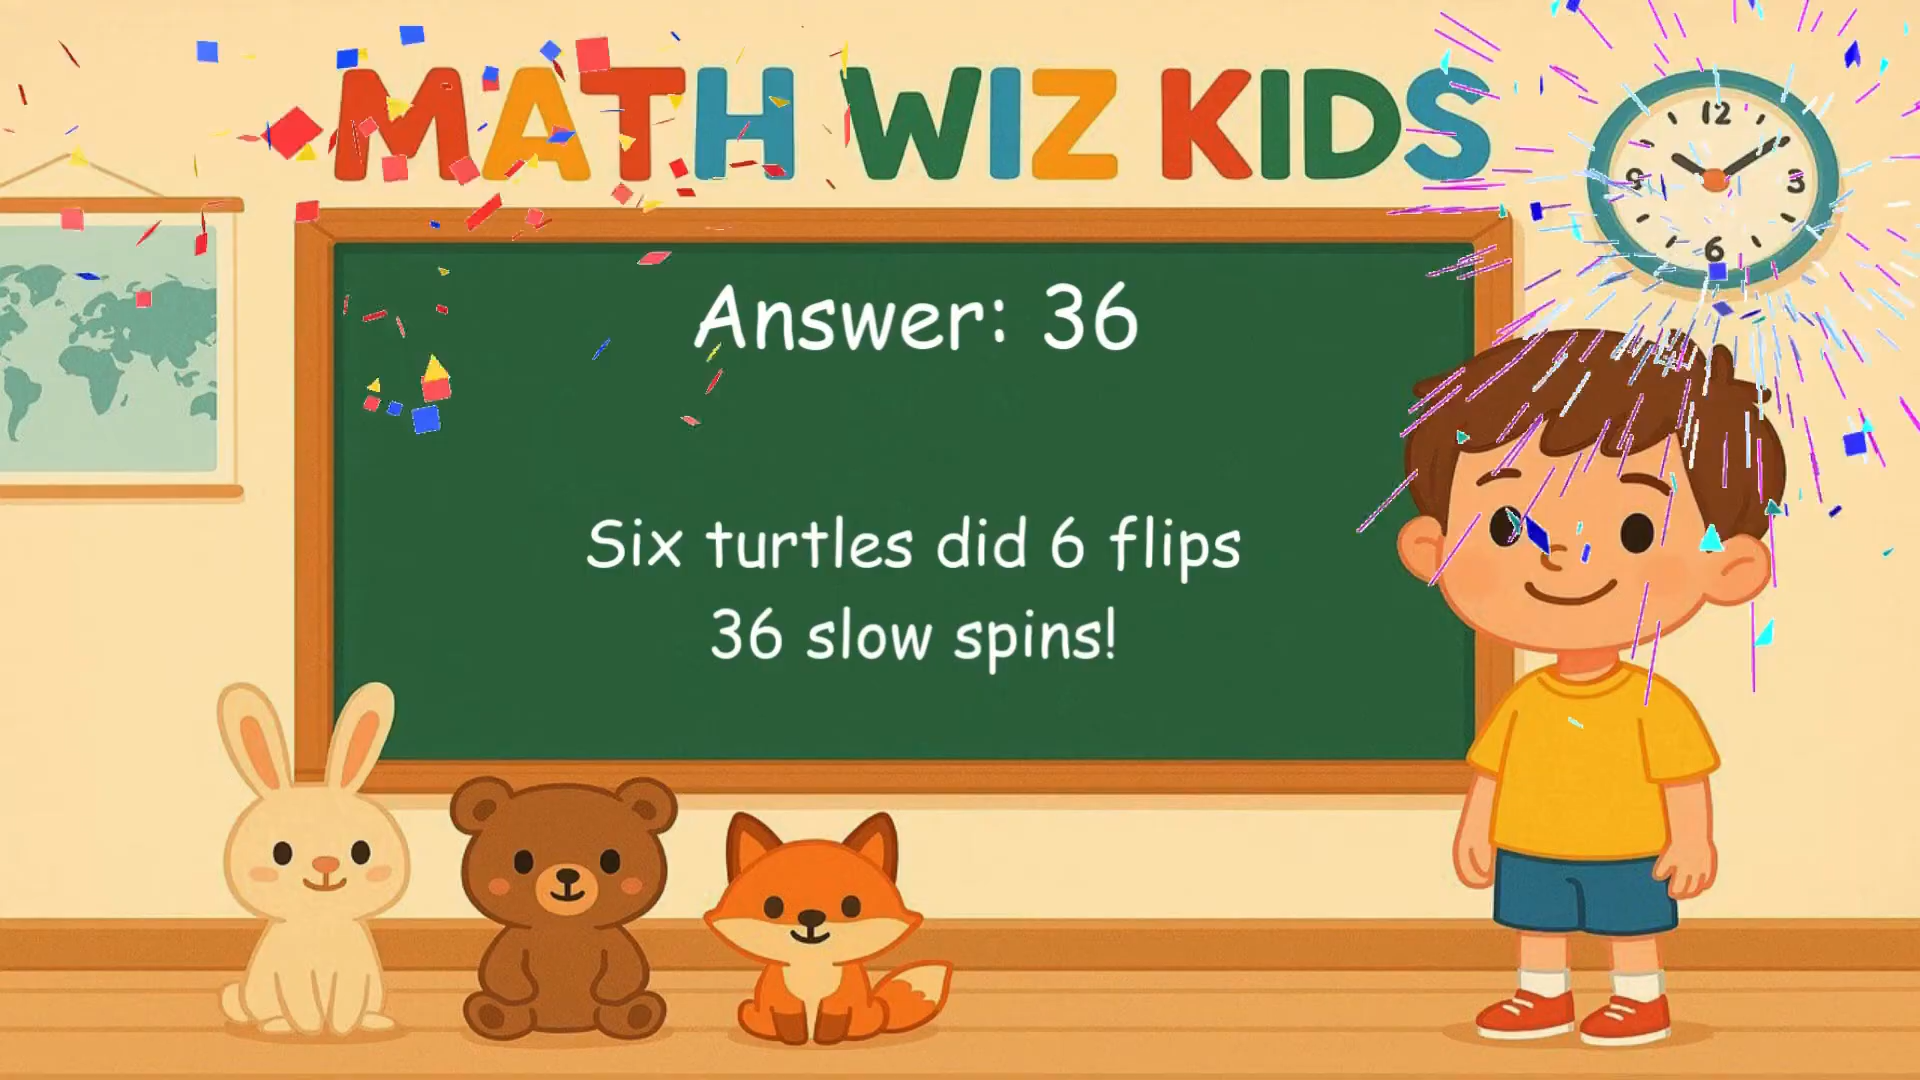 MATH WIZ KIDS
12
9
3
6
Answer: 36
Six turtles did 6 flips
36 slow spins!